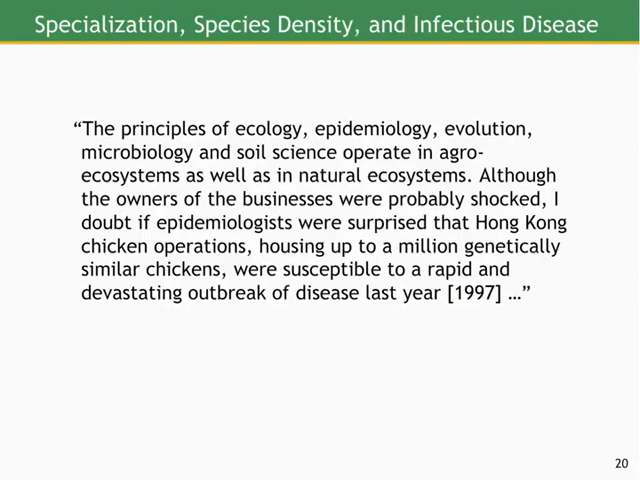 Specialization, Species Density, and Infectious Disease
“The principles of ecology, epidemiology, evolution,
microbiology and soil science operate in agro-
ecosystems as well as in natural ecosystems. Although
the owners of the businesses were probably shocked, I
doubt if epidemiologists were surprised that Hong Kong
chicken operations, housing up to a million genetically
similar chickens, were susceptible to a rapid and
devastating outbreak of disease last year [1997] …”
20